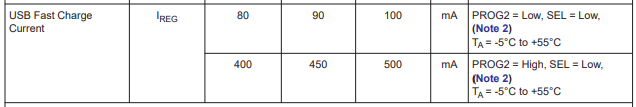 USB Fast Charge Current IREG 80 90 100 mA PROG2 = Low, SEL = Low,
(Note 2)
TA = -5°C to +55°C
400 450 500 mA PROG2 = High, SEL = Low,
(Note 2)
TA = -5°C to +55°C